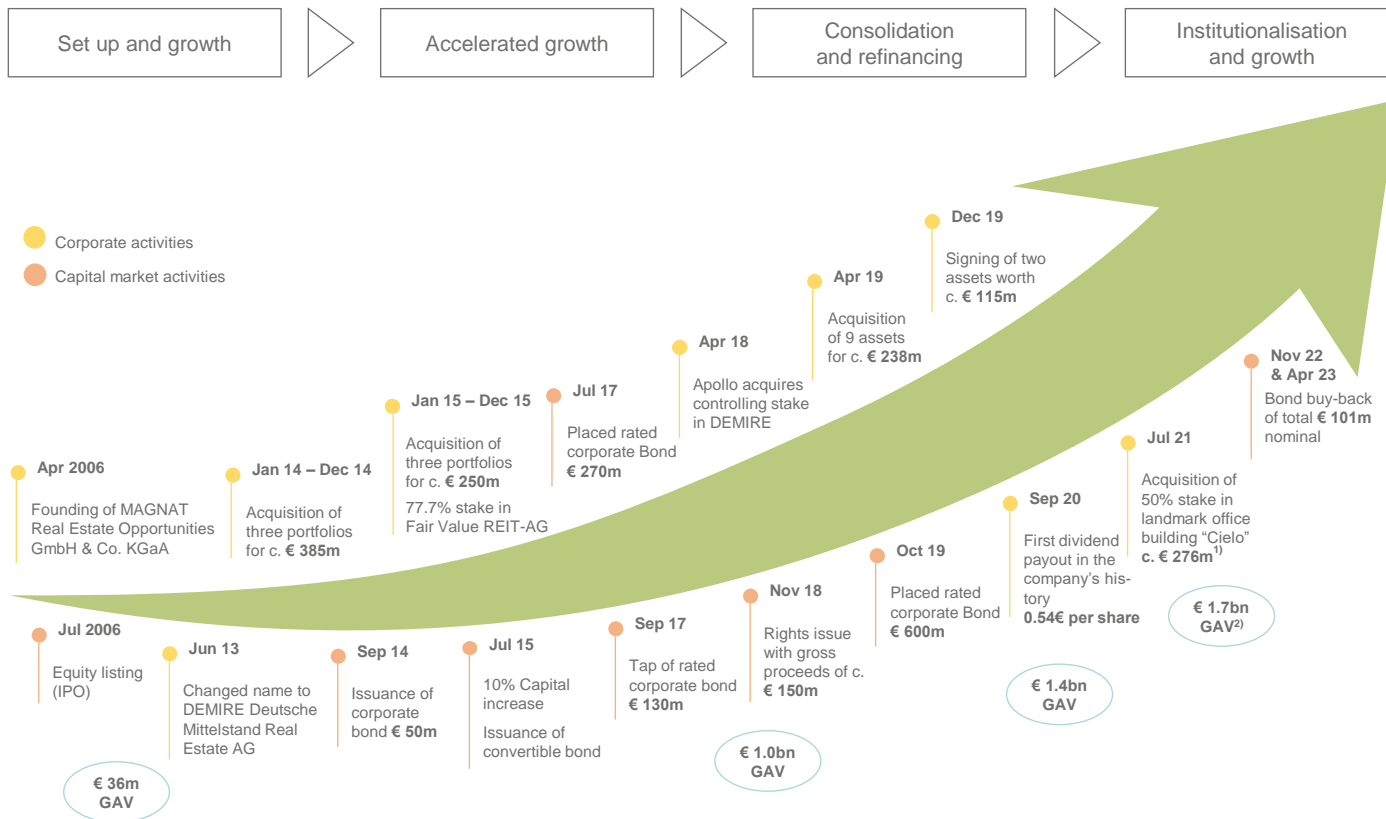 Set up and growth
Accelerated growth
Consolidation
and refinancing
Institutionalisation
and growth
Corporate activities
Capital market activities
Apr 2006
Founding of MAGNAT
Real Estate Opportunities
GmbH & Co. KGaA
Jan 14 – Dec 14
Acquisition of
three portfolios
for c. € 385m
Jan 15 – Dec 15
Acquisition of
three portfolios
for c. € 250m
77.7% stake in
Fair Value REIT-AG
Jul 17
Placed rated
corporate Bond
€ 270m
Apr 18
Apollo acquires
controlling stake
in DEMIRE
Apr 19
Acquisition
of 9 assets
for c. € 238m
Dec 19
Signing of two
assets worth
c. € 115m
Jul 2006
Equity listing
(IPO)
Jun 13
Changed name to
DEMIRE Deutsche
Mittelstand Real
Estate AG
Sep 14
Issuance of
corporate
bond € 50m
Jul 15
10% Capital
increase
Issuance of
convertible bond
Sep 17
Tap of rated
corporate bond
€ 130m
Nov 18
Rights issue
with gross
proceeds of c.
€ 150m
Oct 19
Placed rated
corporate Bond
€ 600m
Sep 20
First dividend
payout in the
company's his-
tory
0.54€ per share
Jul 21
Acquisition of
50% stake in
landmark office
building “Cielo”
c. € 276m1)
Nov 22
& Apr 23
Bond buy-back
of total € 101m
nominal
€ 36m
GAV
€ 1.0bn
GAV
€ 1.4bn
GAV
€ 1.7bn
GAV2)